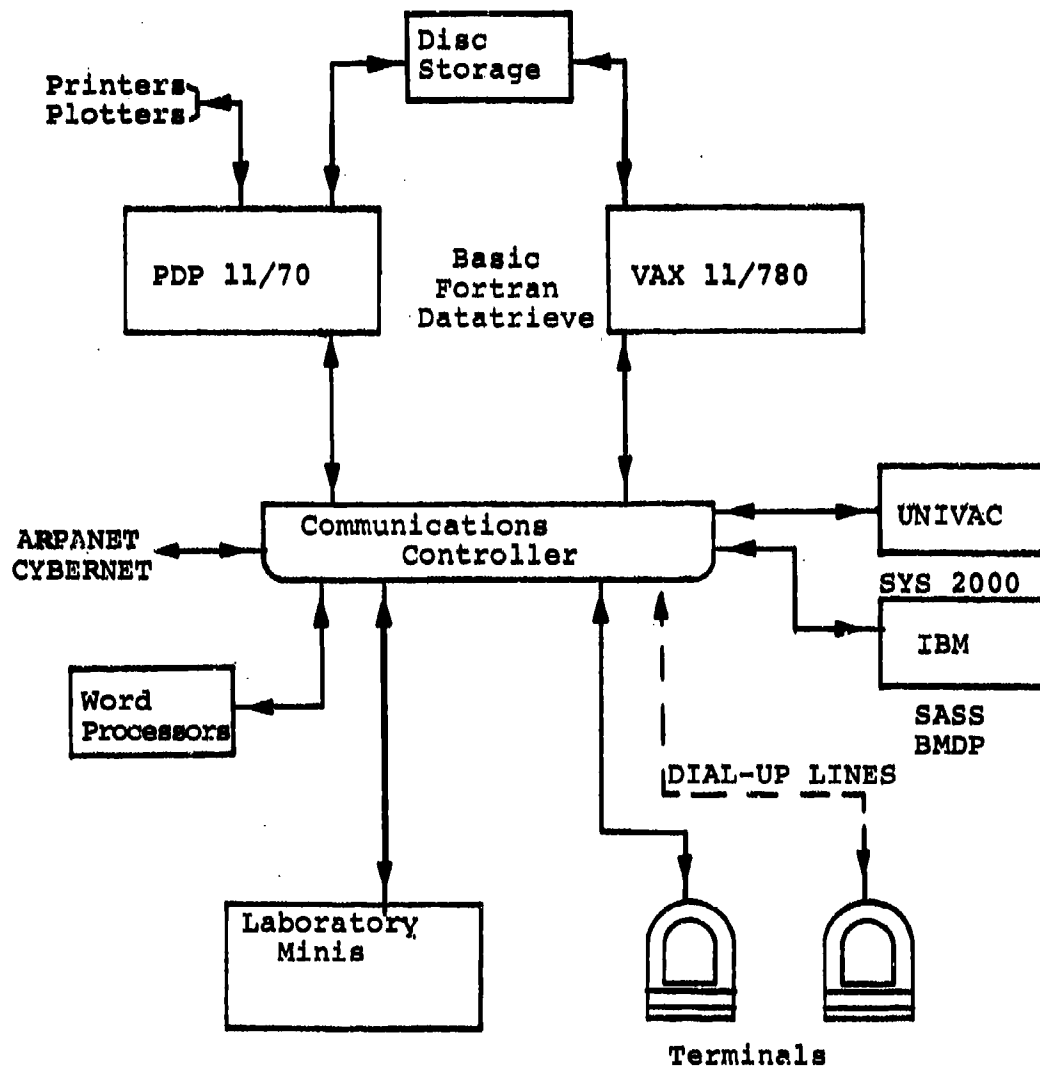 Disc
Storage
Printers
Plotters
PDP 11/70
Basic
Fortran
Datatrieve
VAX 11/780
Communications
Controller
ARPANET
CYBERNET
UNIVAC
SYS 2000
IBM
SASS
BMDP
Word
Processors
DIAL-UP LINES
Laboratory
Minis
Terminals